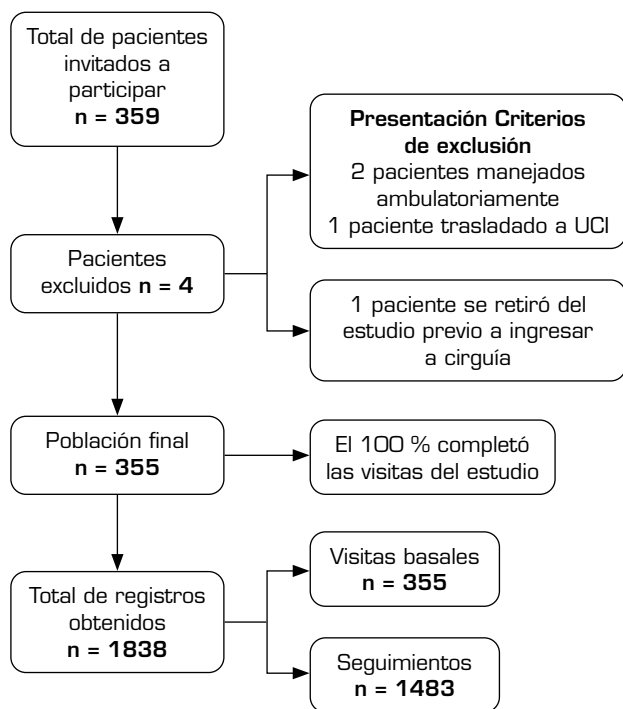 Total de pacientes
invitados a
participar
n = 359
Presentación Criterios
de exclusión
2 pacientes manejados
ambulatoriamente
1 paciente trasladado a UCI
Pacientes
excluidos n = 4
1 paciente se retiró del
estudio previo a ingresar
a cirguía
Población final
n = 355
El 100 % completó
las visitas del estudio
Total de registros
obtenidos
n = 1838
Visitas basales
n = 355
Seguimientos
n = 1483